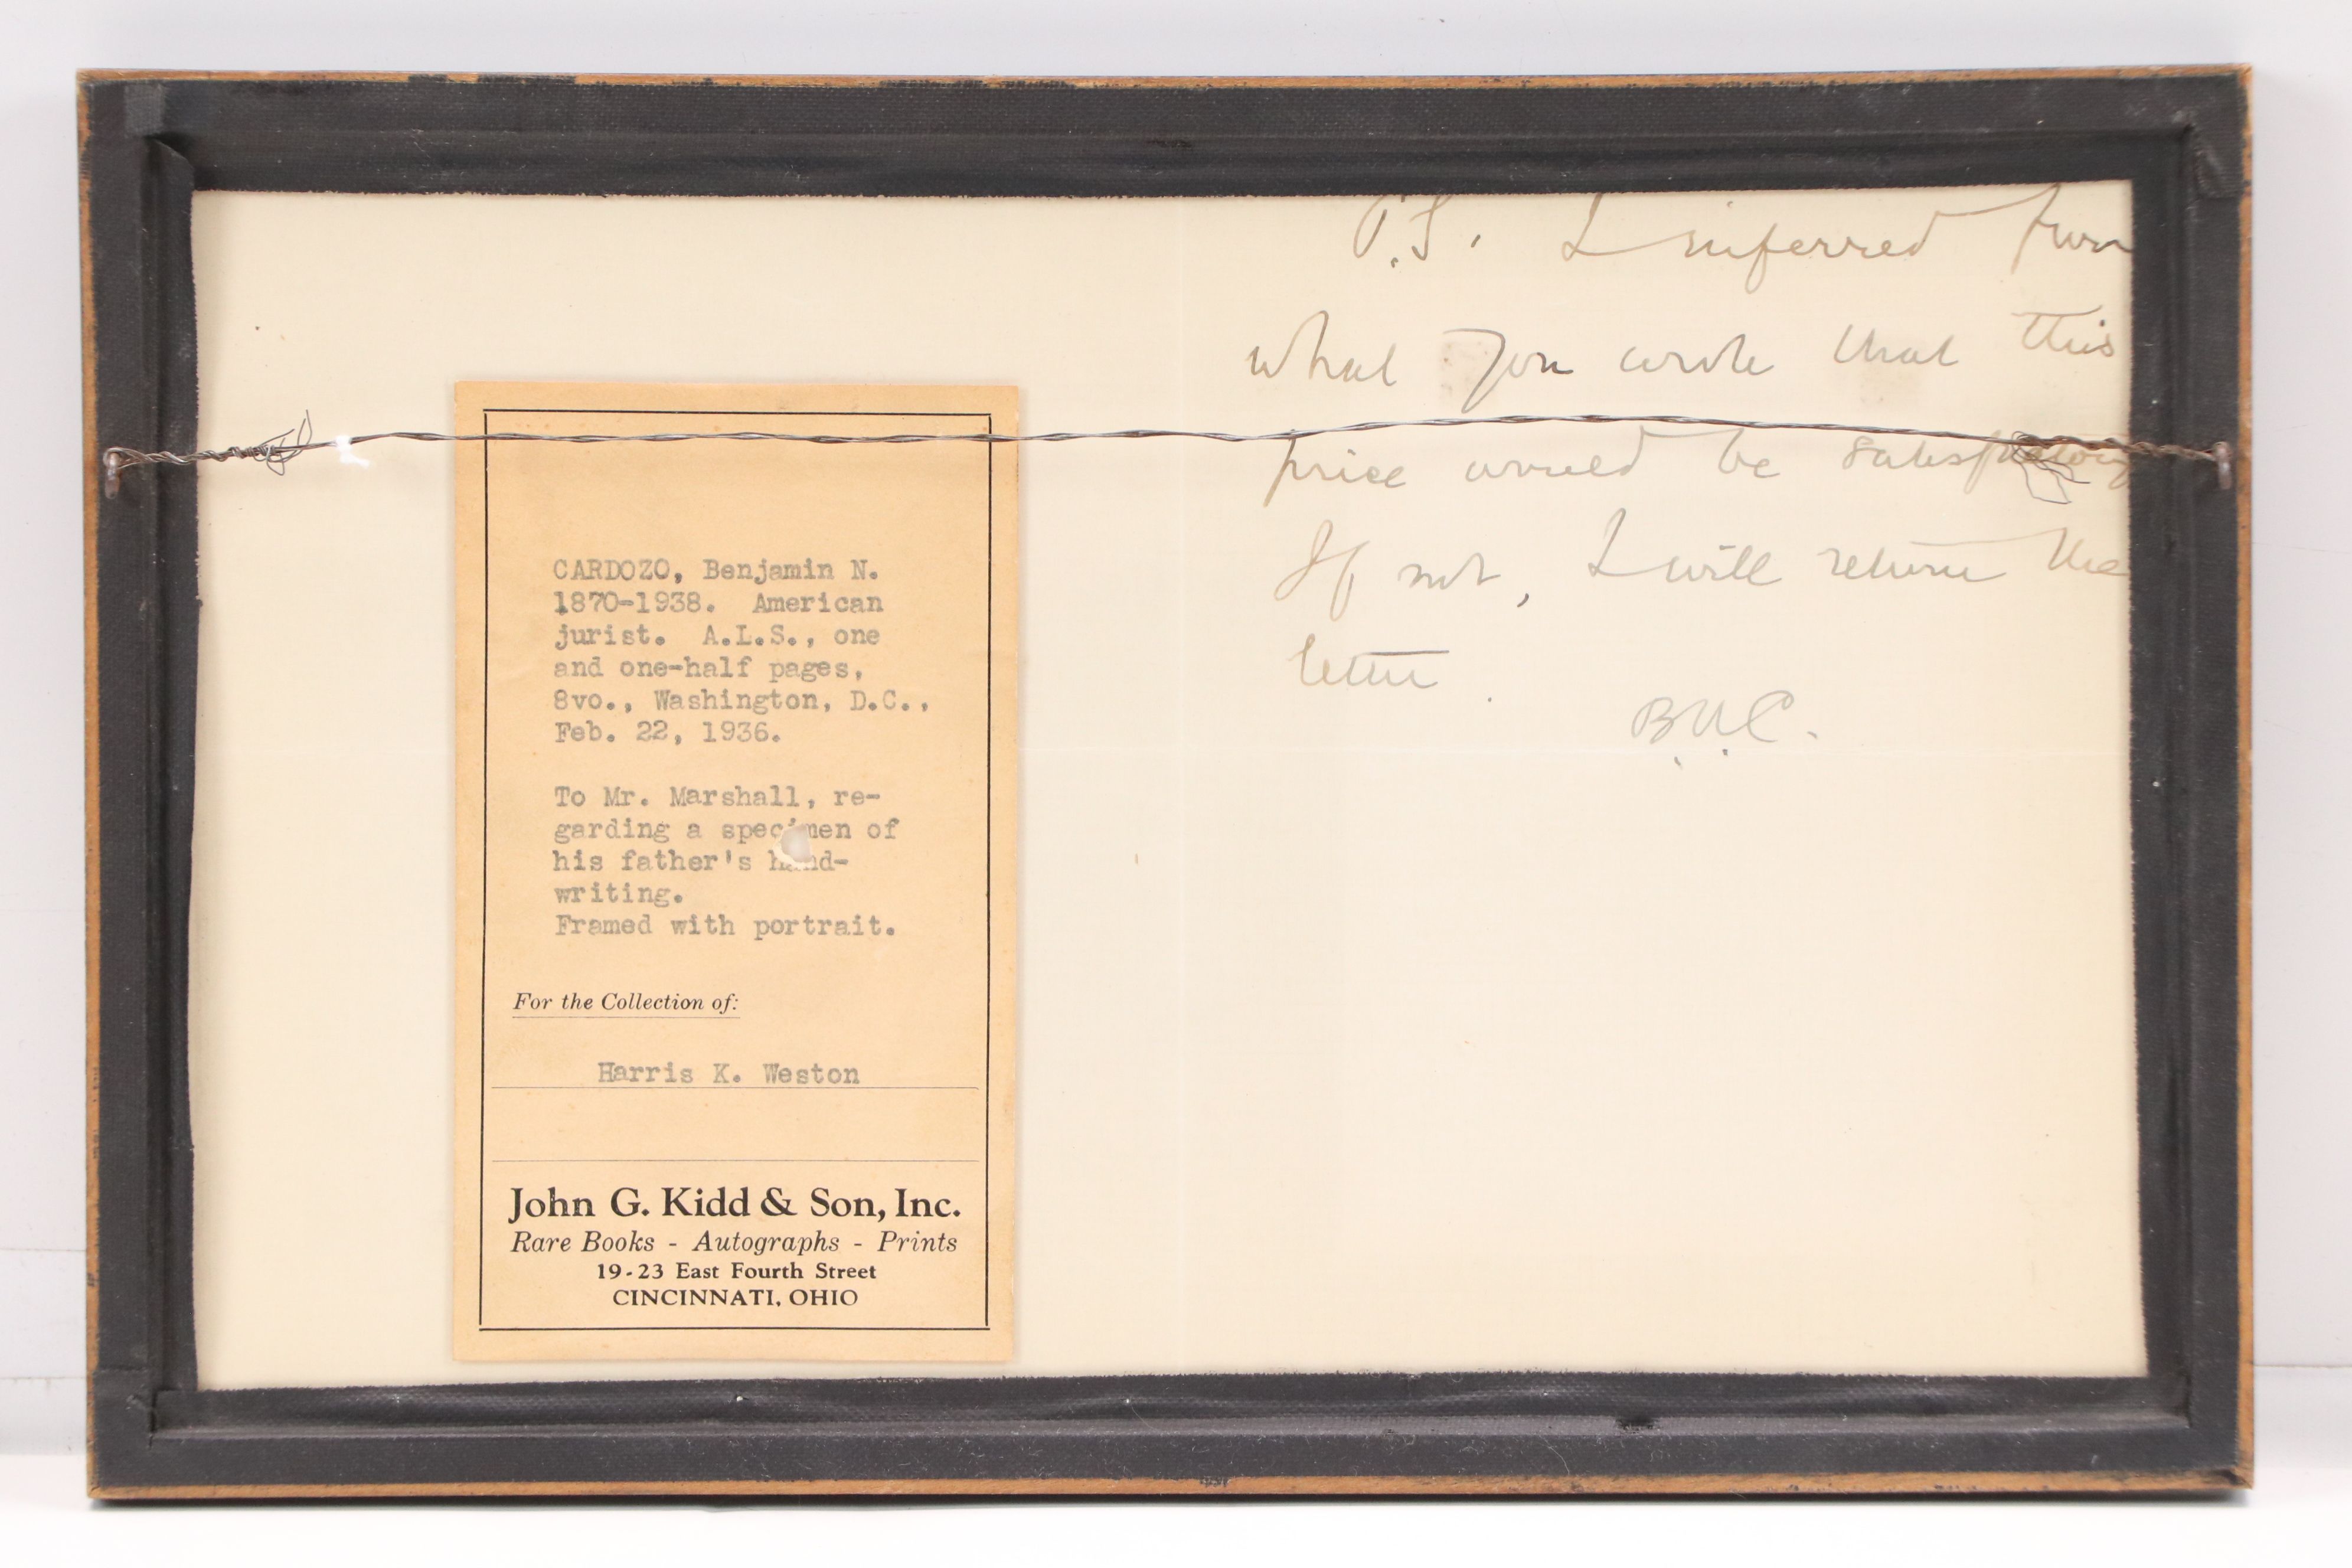 CARDOZO, Benjamin N.
1870-1938. American
jurist. A.L.S., one
and one-half pages,
8vo., Washington, D.C.,
Feb. 22, 1936.
To Mr. Marshall, re-
garding a specimen of
his father's hand-
writing.
Framed with portrait.
For the Collection of:
Harris K. Weston
John G. Kidd & Son, Inc.
Rare Books - Autographs - Prints
19-23 East Fourth Street
CINCINNATI, OHIO
P.S. I inferred from
what you wrote that this
price would be satisfactory
If not, I will return the
letter.
B.N.C.